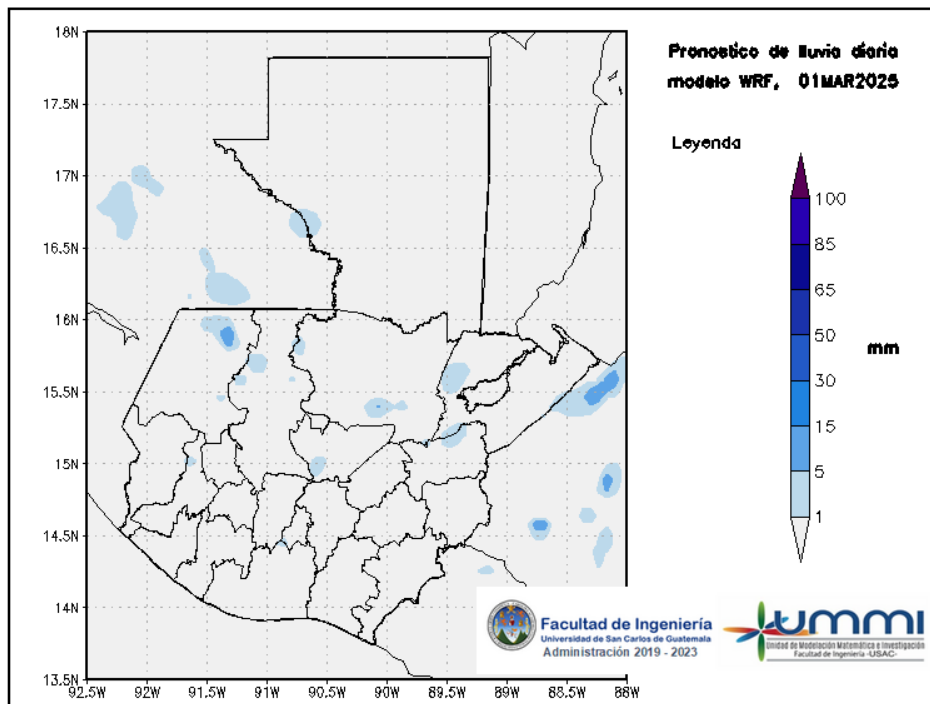 Pronostico de lluvia diaria
modelo WRF, 01MAR2025
Leyenda
100
85
65
50
30
15
5
1
mm
18N
17.5N
17N
16.5N
16N
15.5N
15N
14.5N
14N
13.5N
92.5W
92W
91.5W
91W
90.5W
90W
89.5W
89W
88.5W
88W
Facultad de Ingeniería
Universidad de San Carlos de Guatemala
Administración 2019 - 2023
ummi
Unidad de Modelación Matemática e Investigación
Facultad de Ingeniería -USAC-